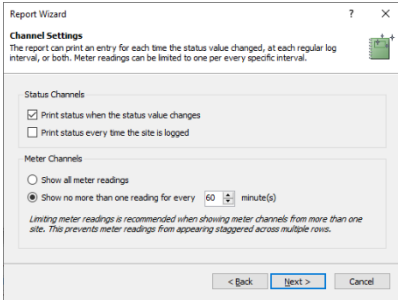 Report Wizard
?
Channel Settings
The report can print an entry for each time the status value changed, at each regular log
interval, or both. Meter readings can be limited to one per every specific interval.
Status Channels
Print status when the status value changes
Print status every time the site is logged
Meter Channels
Show all meter readings
Show no more than one reading for every 60 minute(s)
Limiting meter readings is recommended when showing meter channels from more than one
site. This prevents meter readings from appearing staggered across multiple rows.
< Back Next > Cancel